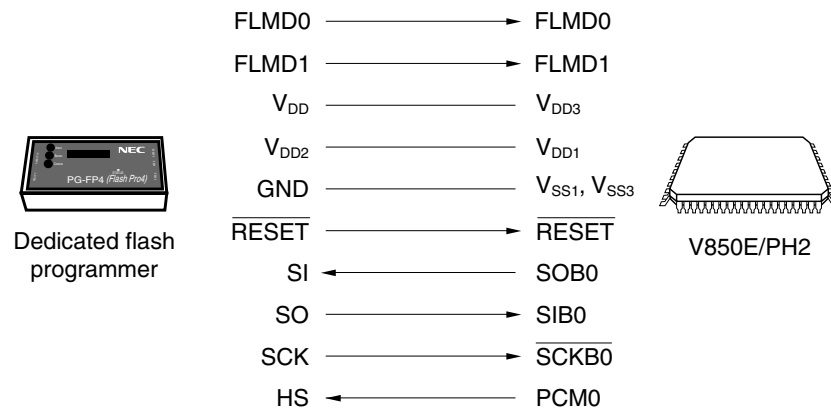 FLMD0 FLMD0
FLMD1 FLMD1
VDD VDD3
VDD2 VDD1
GND VSS1, VSS3
RESET RESET
SI SOB0
SO SIB0
SCK SCKB0
HS PCM0
NEC
PG-FP4 (Flash Pro4)
Dedicated flash
programmer
V850E/PH2